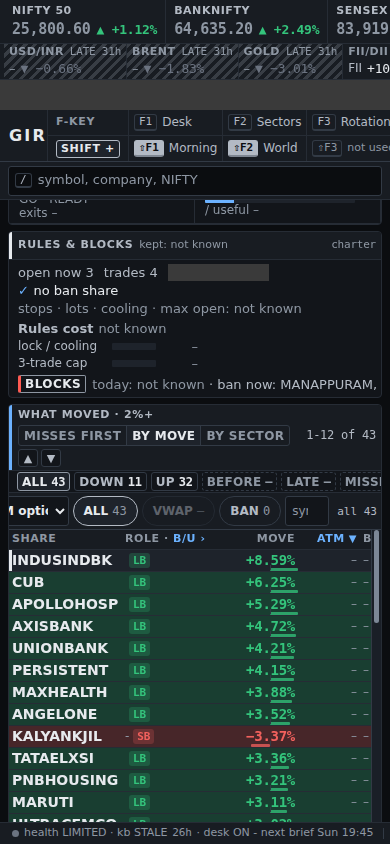 NIFTY 50 BANKNIFTY SENSEX
25,800.60 ▲ +1.12% 64,635.20 ▲ +2.49% 83,919
USD/INR LATE 31h BRENT LATE 31h GOLD LATE 31h FII/DII
– ▼ −0.66% – ▼ −1.83% – ▼ −3.01% FII +10
GIR F-KEY F1 Desk F2 Sectors F3 Rotation
SHIFT + ⇧F1 Morning ⇧F2 World ⇧F3
/ symbol, company, NIFTY
exits – / useful –
RULES & BLOCKS kept: not known charter
open now 3 trades 4
✓ no ban share
stops · lots · cooling · max open: not known
Rules cost not known
lock / cooling –
3-trade cap –
BLOCKS today: not known · ban now: MANAPPURAM,
WHAT MOVED · 2%+
MISSES FIRST BY MOVE BY SECTOR 1-12 of 43
▲ ▼
ALL 43 DOWN 11 UP 32 BEFORE – LATE –
ALL 43 VWAP – BAN 0 all 43
SHARE ROLE · B/U › MOVE ATM ▼ B
INDUSINDBK LB +8.59% – –
CUB LB +6.25% – –
APOLLOHOSP LB +5.29% – –
AXISBANK LB +4.72% – –
UNIONBANK LB +4.21% – –
PERSISTENT LB +4.15% – –
MAXHEALTH LB +3.88% – –
ANGELONE LB +3.52% – –
KALYANKJIL - SB −3.37% – –
TATAELXSI LB +3.36% – –
PNBHOUSING LB +3.21% – –
MARUTI LB +3.11% – –
health LIMITED · kb STALE 26h · desk ON - next brief Sun 19:45